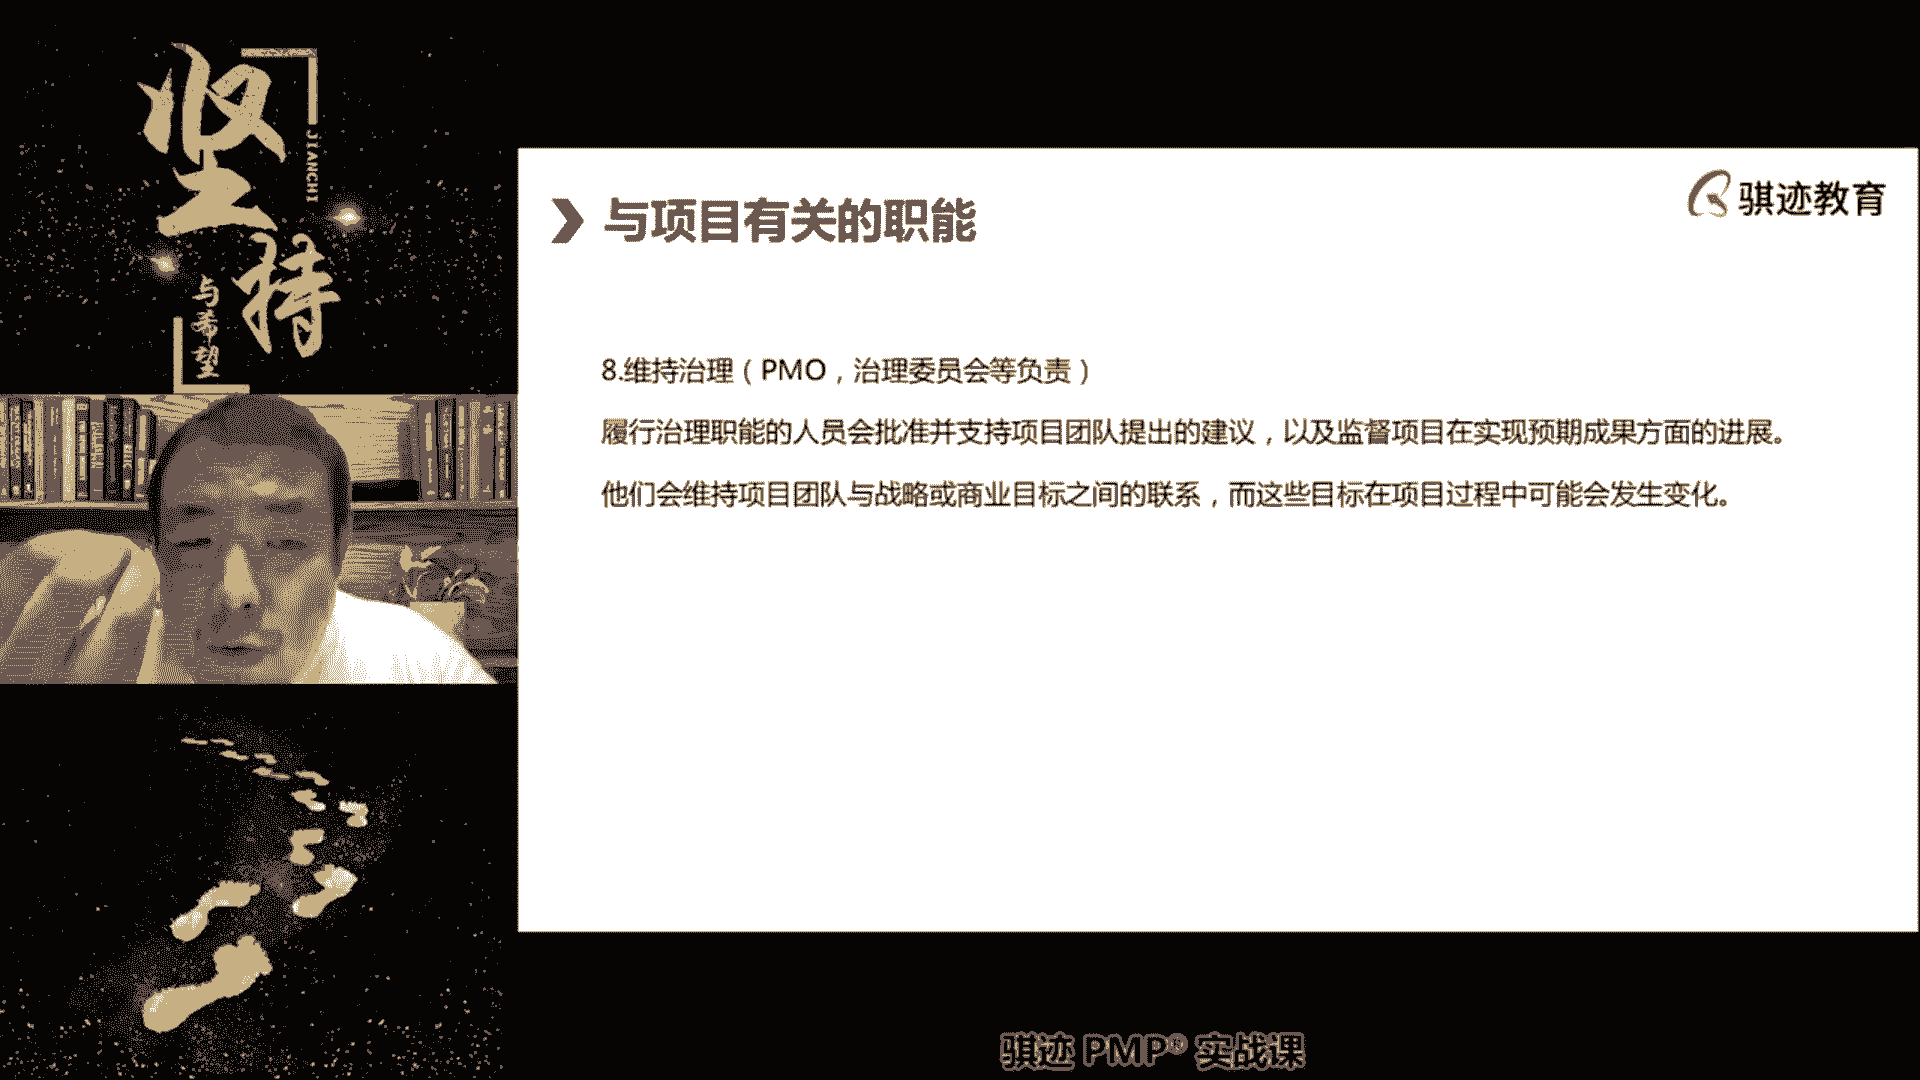 坚持
JIANCHI
与希望
骐迹教育
与项目有关的职能
8.维持治理（PMO，治理委员会等负责）
履行治理职能的人员会批准并支持项目团队提出的建议，以及监督项目在实现预期成果方面的进展。
他们会维持项目团队与战略或商业目标之间的联系，而这些目标在项目过程中可能会发生变化。
骐迹 PMP® 实战课